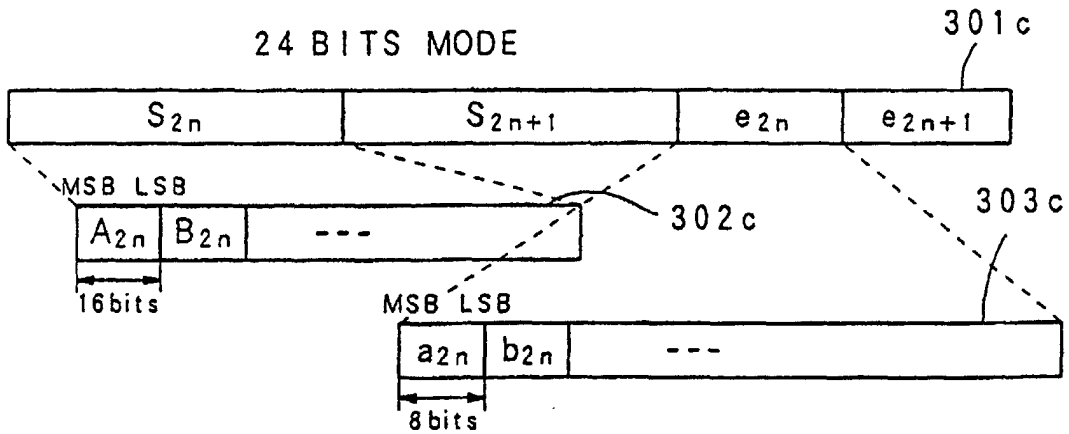 301c
24 BITS MODE
S2n S2n+1 e2n e2n+1
MSB LSB
A2n B2n ---
302c
303c
16bits
MSB LSB
a2n b2n ---
8bits